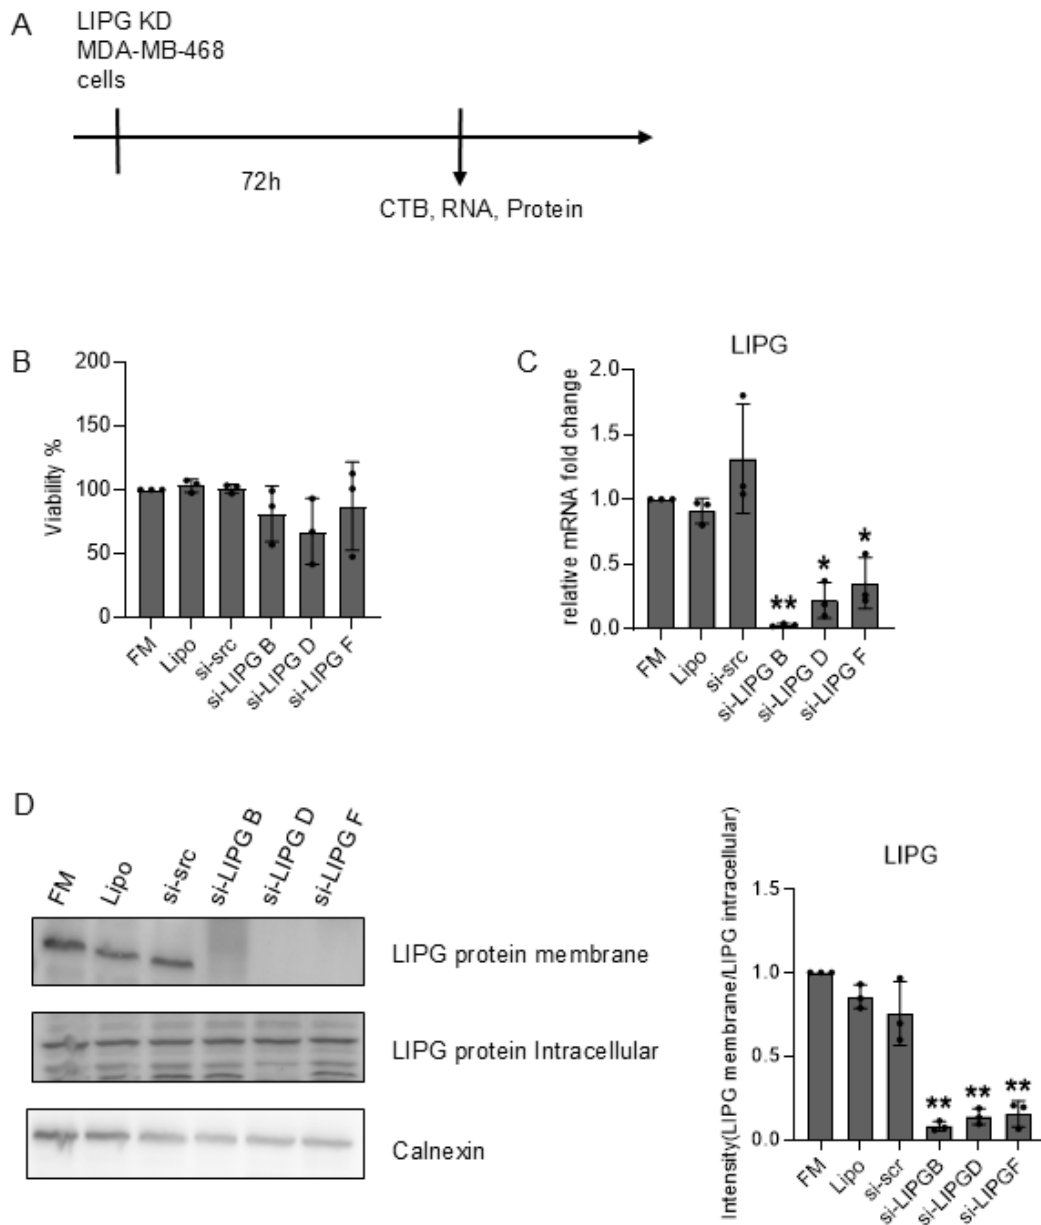 A
LIPG KD
MDA-MB-468
cells
72h
CTB, RNA, Protein
B
Viability %
200
150
100
50
0
FM
Lipo
si-src
si-LIPG B
si-LIPG D
si-LIPG F
C
LIPG
relative mRNA fold change
2.0
1.5
1.0
0.5
0.0
**
*
*
FM
Lipo
si-src
si-LIPG B
si-LIPG D
si-LIPG F
D
FM
Lipo
si-src
si-LIPG B
si-LIPG D
si-LIPG F
LIPG protein membrane
LIPG protein Intracellular
Calnexin
LIPG
Intensity(LIPG membrane/LIPG intracellular)
1.5
1.0
0.5
0.0
**
**
**
FM
Lipo
si-scr
si-LIPGB
si-LIPGD
si-LIPGF